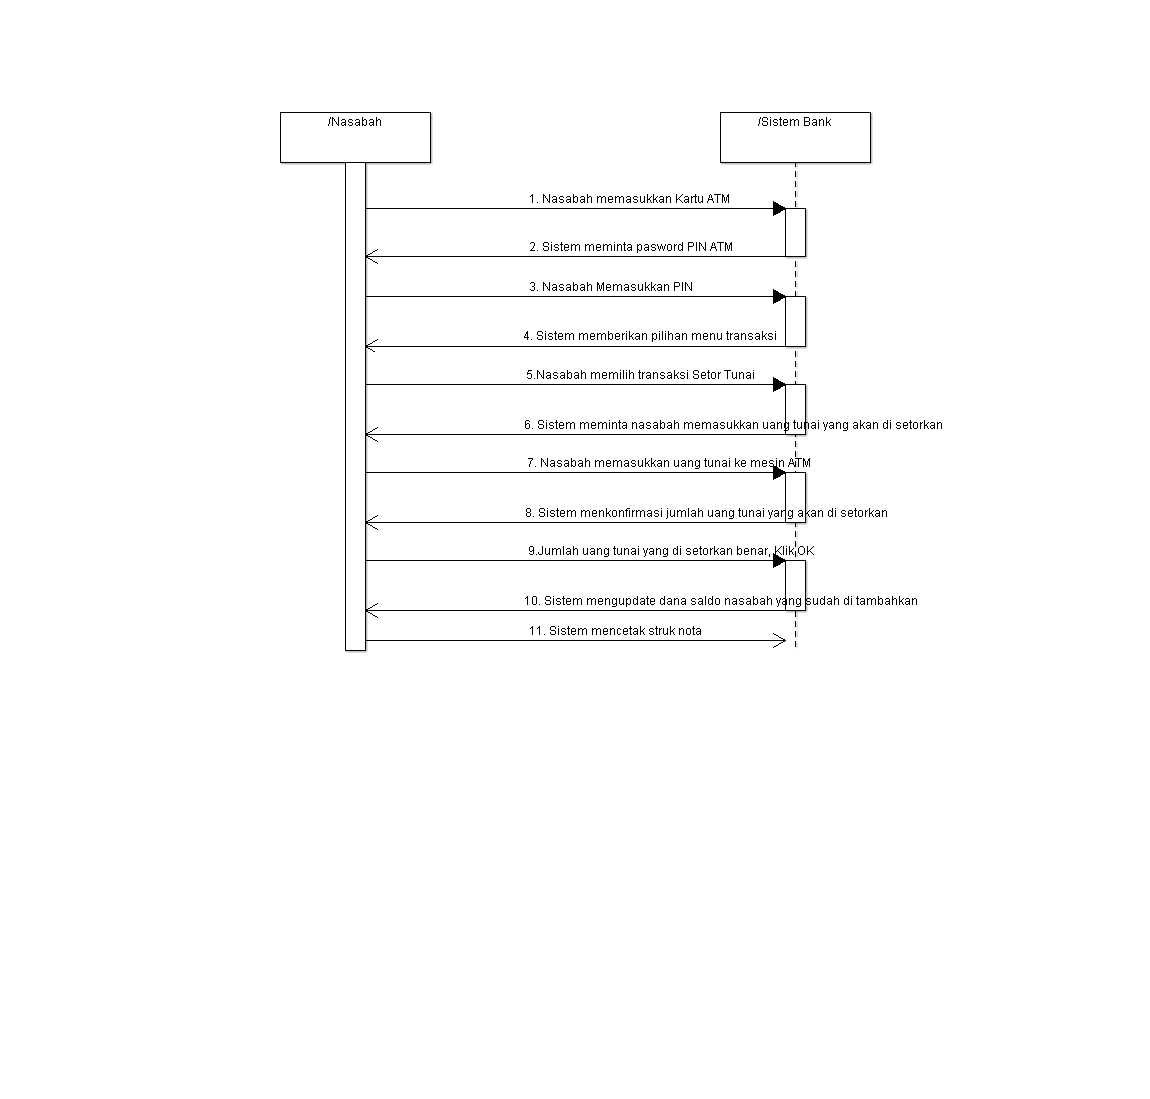 /Nasabah
/Sistem Bank
1. Nasabah memasukkan Kartu ATM
2. Sistem meminta pasword PIN ATM
3. Nasabah Memasukkan PIN
4. Sistem memberikan pilihan menu transaksi
5.Nasabah memilih transaksi Setor Tunai
6. Sistem meminta nasabah memasukkan uang tunai yang akan di setorkan
7. Nasabah memasukkan uang tunai ke mesin ATM
8. Sistem menkonfirmasi jumlah uang tunai yang akan di setorkan
9.Jumlah uang tunai yang di setorkan benar, Klik OK
10. Sistem mengupdate dana saldo nasabah yang sudah di tambahkan
11. Sistem mencetak struk nota